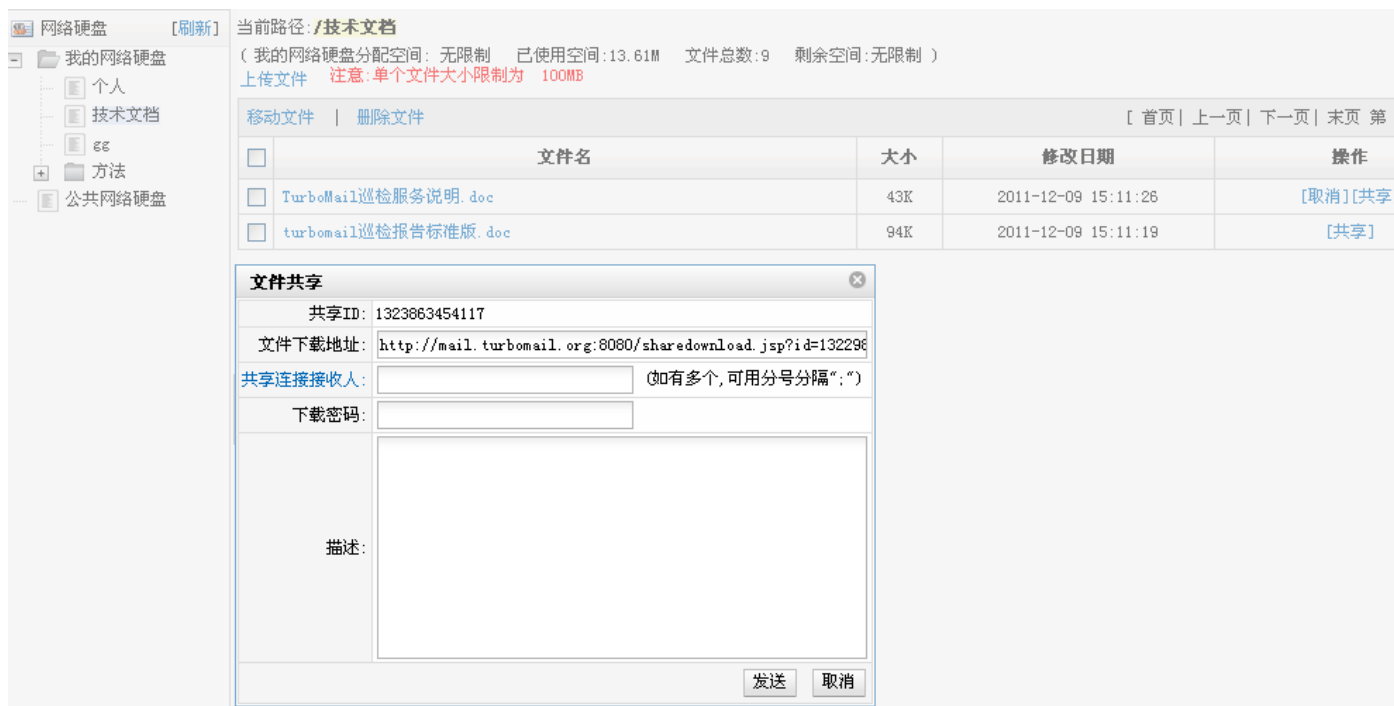 网络硬盘 [刷新]
我的网络硬盘
个人
技术文档
gg
方法
公共网络硬盘
当前路径:/技术文档
( 我的网络硬盘分配空间: 无限制 已使用空间:13.61M 文件总数:9 剩余空间:无限制 )
上传文件 注意:单个文件大小限制为 100MB
移动文件 | 删除文件 [ 首页| 上一页| 下一页| 末页 第
文件名 大小 修改日期 操作
TurboMail巡检服务说明.doc 43K 2011-12-09 15:11:26 [取消][共享
turbomail巡检报告标准版.doc 94K 2011-12-09 15:11:19 [共享]
文件共享
共享ID: 1323863454117
文件下载地址: http://mail.turbomail.org:8080/sharedownload.jsp?id=132298
共享连接接收人: (如有多个,可用分号分隔“;”)
下载密码:
描述:
发送 取消